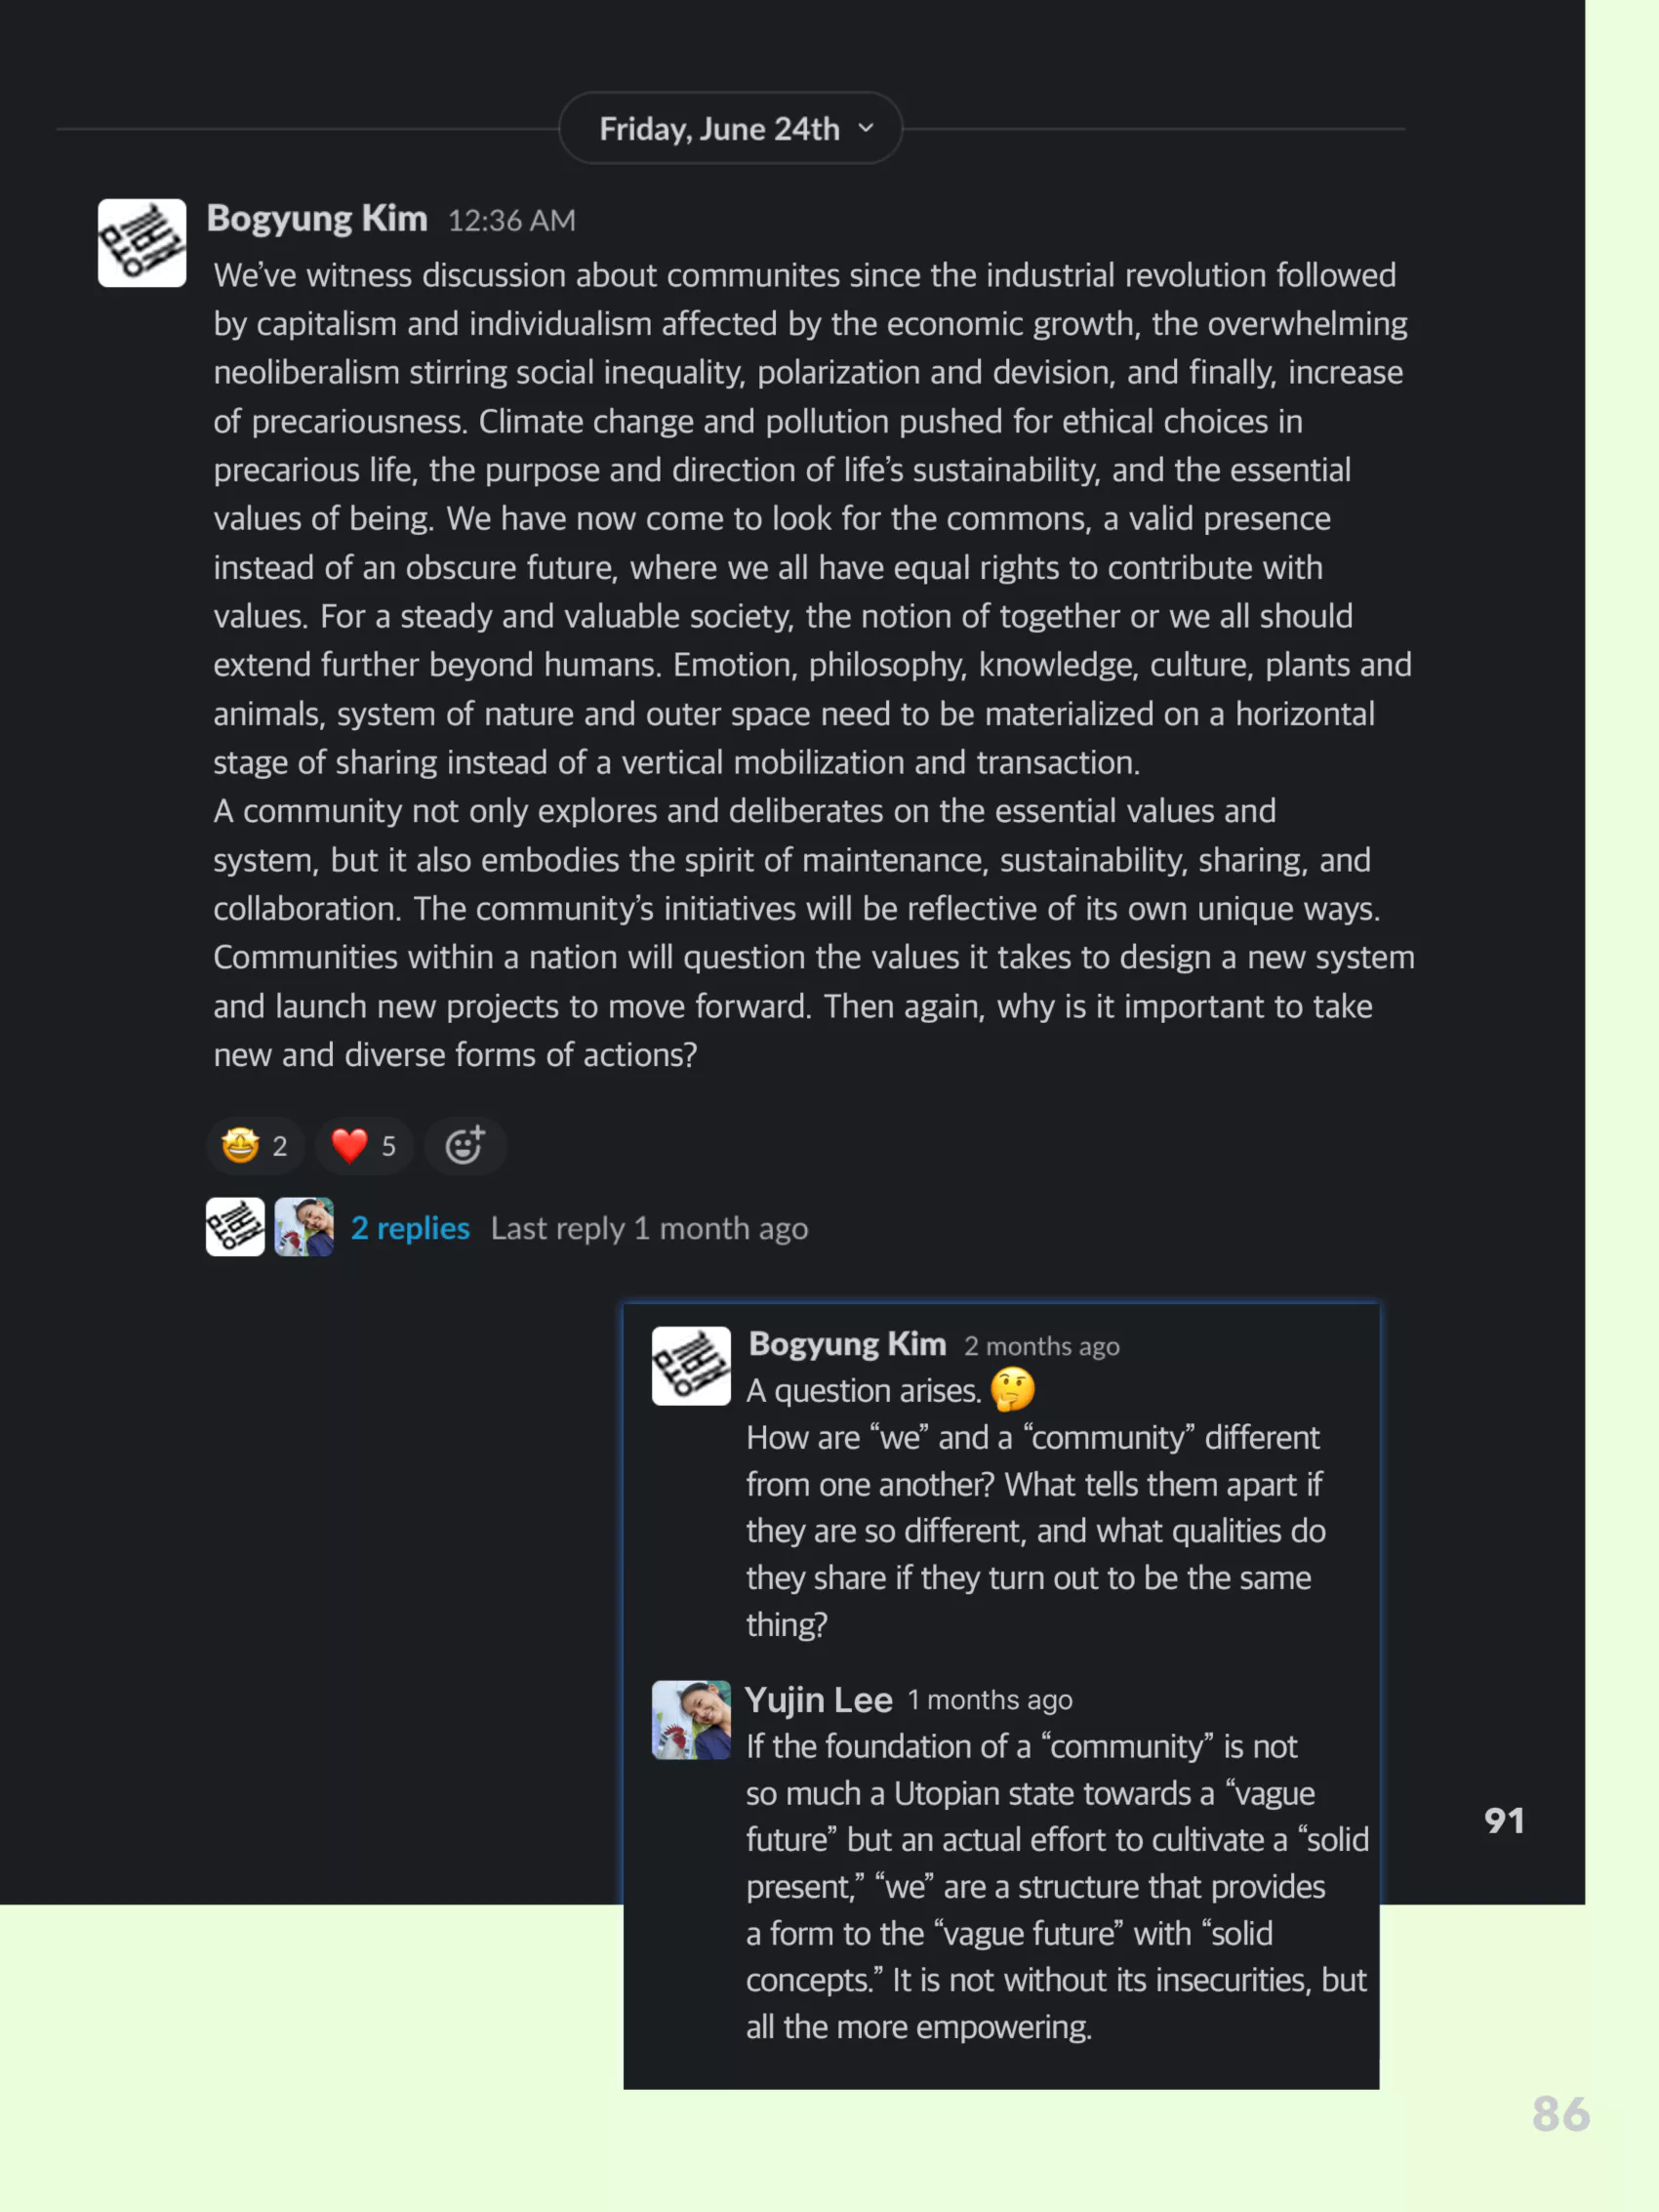 Friday, June 24th
Bogyung Kim 12:36 AM
We’ve witness discussion about communites since the industrial revolution followed
by capitalism and individualism affected by the economic growth, the overwhelming
neoliberalism stirring social inequality, polarization and devision, and finally, increase
of precariousness. Climate change and pollution pushed for ethical choices in
precarious life, the purpose and direction of life’s sustainability, and the essential
values of being. We have now come to look for the commons, a valid presence
instead of an obscure future, where we all have equal rights to contribute with
values. For a steady and valuable society, the notion of together or we all should
extend further beyond humans. Emotion, philosophy, knowledge, culture, plants and
animals, system of nature and outer space need to be materialized on a horizontal
stage of sharing instead of a vertical mobilization and transaction.
A community not only explores and deliberates on the essential values and
system, but it also embodies the spirit of maintenance, sustainability, sharing, and
collaboration. The community’s initiatives will be reflective of its own unique ways.
Communities within a nation will question the values it takes to design a new system
and launch new projects to move forward. Then again, why is it important to take
new and diverse forms of actions?
2 5
2 replies Last reply 1 month ago
Bogyung Kim 2 months ago
A question arises. 🤔
How are “we” and a “community” different
from one another? What tells them apart if
they are so different, and what qualities do
they share if they turn out to be the same
thing?
Yujin Lee 1 months ago
If the foundation of a “community” is not
so much a Utopian state towards a “vague
future” but an actual effort to cultivate a “solid
present,” “we” are a structure that provides
a form to the “vague future” with “solid
concepts.” It is not without its insecurities, but
all the more empowering.
91
86